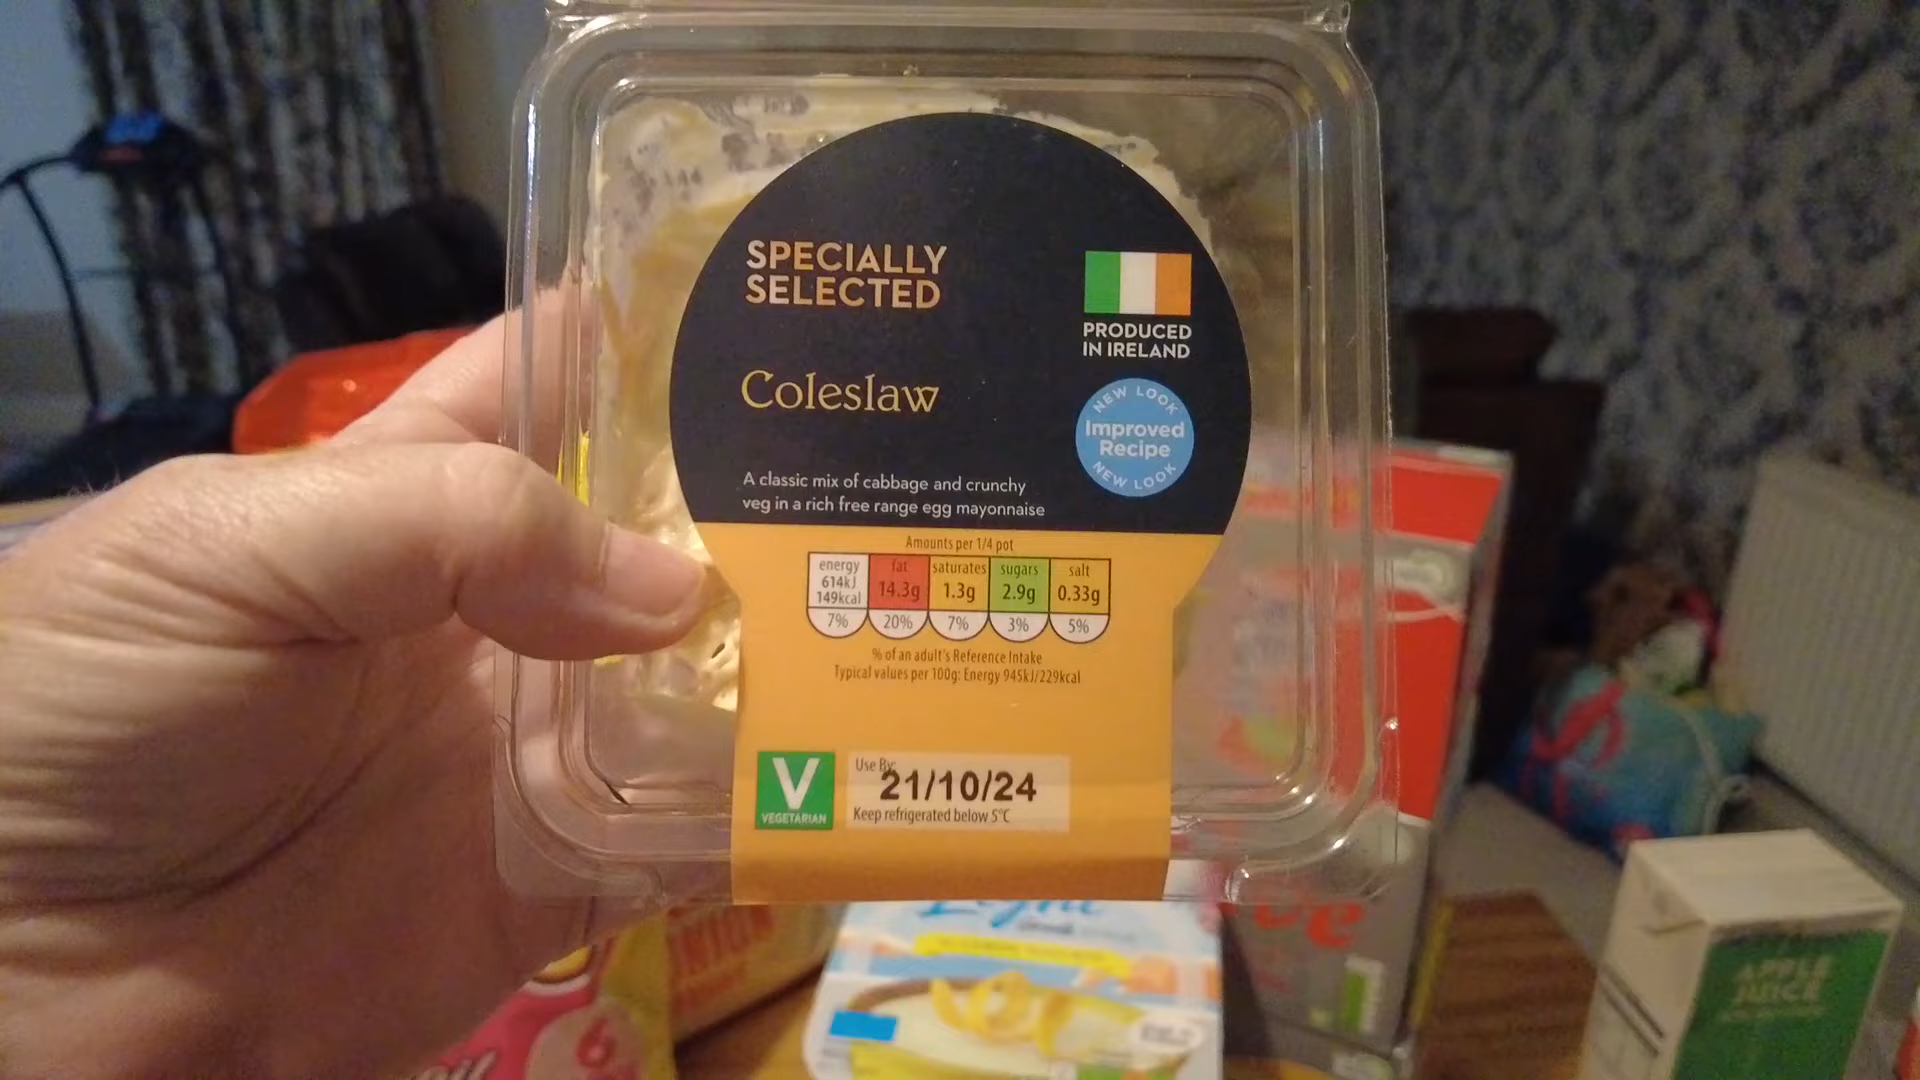 SPECIALLY
SELECTED
PRODUCED
IN IRELAND
Coleslaw
NEW LOOK
Improved
Recipe
NEW LOOK
A classic mix of cabbage and crunchy
veg in a rich free range egg mayonnaise
Amounts per 1/4 pot
energy fat saturates sugars salt
614kJ 14.3g 1.3g 2.9g 0.33g
149kcal
7% 20% 7% 3% 5%
% of an adult's Reference Intake
Typical values per 100g: Energy 945kJ/229kcal
V
VEGETARIAN
Use By:
21/10/24
Keep refrigerated below 5°C
Light
6
APPLE
JUICE